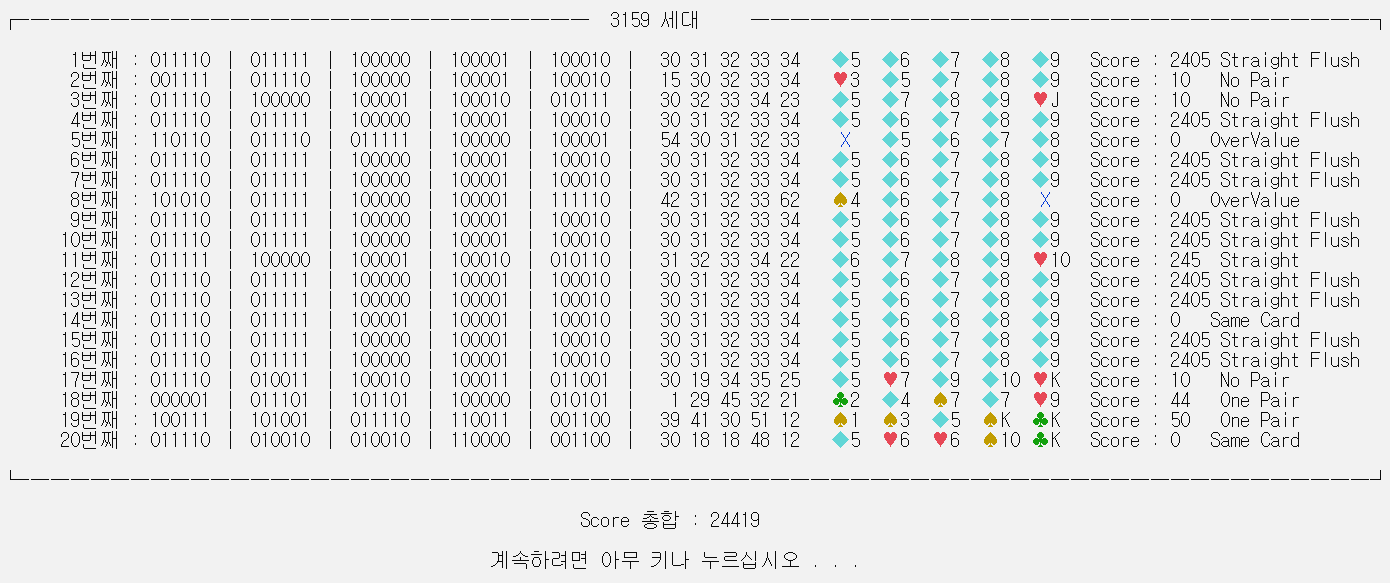 3159 세대
1번째 : 011110 | 011111 | 100000 | 100001 | 100010 | 30 31 32 33 34 ◆5 ◆6 ◆7 ◆8 ◆9 Score : 2405 Straight Flush
2번째 : 001111 | 011110 | 100000 | 100001 | 100010 | 15 30 32 33 34 ♥3 ◆5 ◆7 ◆8 ◆9 Score : 10 No Pair
3번째 : 011110 | 100000 | 100001 | 100010 | 010111 | 30 32 33 34 23 ◆5 ◆7 ◆8 ◆9 ♥J Score : 10 No Pair
4번째 : 011110 | 011111 | 100000 | 100001 | 100010 | 30 31 32 33 34 ◆5 ◆6 ◆7 ◆8 ◆9 Score : 2405 Straight Flush
5번째 : 110110 | 011110 | 011111 | 100000 | 100001 | 54 30 31 32 33 X ◆5 ◆6 ◆7 ◆8 Score : 0 OverValue
6번째 : 011110 | 011111 | 100000 | 100001 | 100010 | 30 31 32 33 34 ◆5 ◆6 ◆7 ◆8 ◆9 Score : 2405 Straight Flush
7번째 : 011110 | 011111 | 100000 | 100001 | 100010 | 30 31 32 33 34 ◆5 ◆6 ◆7 ◆8 ◆9 Score : 2405 Straight Flush
8번째 : 101010 | 011111 | 100000 | 100001 | 111110 | 42 31 32 33 62 ♠4 ◆6 ◆7 ◆8 X Score : 0 OverValue
9번째 : 011110 | 011111 | 100000 | 100001 | 100010 | 30 31 32 33 34 ◆5 ◆6 ◆7 ◆8 ◆9 Score : 2405 Straight Flush
10번째 : 011110 | 011111 | 100000 | 100001 | 100010 | 30 31 32 33 34 ◆5 ◆6 ◆7 ◆8 ◆9 Score : 2405 Straight Flush
11번째 : 011111 | 100000 | 100001 | 100010 | 010110 | 31 32 33 34 22 ◆6 ◆7 ◆8 ◆9 ♥10 Score : 245 Straight
12번째 : 011110 | 011111 | 100000 | 100001 | 100010 | 30 31 32 33 34 ◆5 ◆6 ◆7 ◆8 ◆9 Score : 2405 Straight Flush
13번째 : 011110 | 011111 | 100000 | 100001 | 100010 | 30 31 32 33 34 ◆5 ◆6 ◆7 ◆8 ◆9 Score : 2405 Straight Flush
14번째 : 011110 | 011111 | 100001 | 100001 | 100010 | 30 31 33 33 34 ◆5 ◆6 ◆8 ◆8 ◆9 Score : 0 Same Card
15번째 : 011110 | 011111 | 100000 | 100001 | 100010 | 30 31 32 33 34 ◆5 ◆6 ◆7 ◆8 ◆9 Score : 2405 Straight Flush
16번째 : 011110 | 011111 | 100000 | 100001 | 100010 | 30 31 32 33 34 ◆5 ◆6 ◆7 ◆8 ◆9 Score : 2405 Straight Flush
17번째 : 011110 | 010011 | 100010 | 100011 | 011001 | 30 19 34 35 25 ◆5 ♥7 ◆9 ◆10 ♥K Score : 10 No Pair
18번째 : 000001 | 011101 | 101101 | 100000 | 010101 | 1 29 45 32 21 ♣2 ◆4 ♠7 ◆7 ♥9 Score : 44 One Pair
19번째 : 100111 | 101001 | 011110 | 110011 | 001100 | 39 41 30 51 12 ♠1 ♠3 ◆5 ♠K ♣K Score : 50 One Pair
20번째 : 011110 | 010010 | 010010 | 110000 | 001100 | 30 18 18 48 12 ◆5 ♥6 ♥6 ♠10 ♣K Score : 0 Same Card
Score 총합 : 24419
계속하려면 아무 키나 누르십시오 . . .